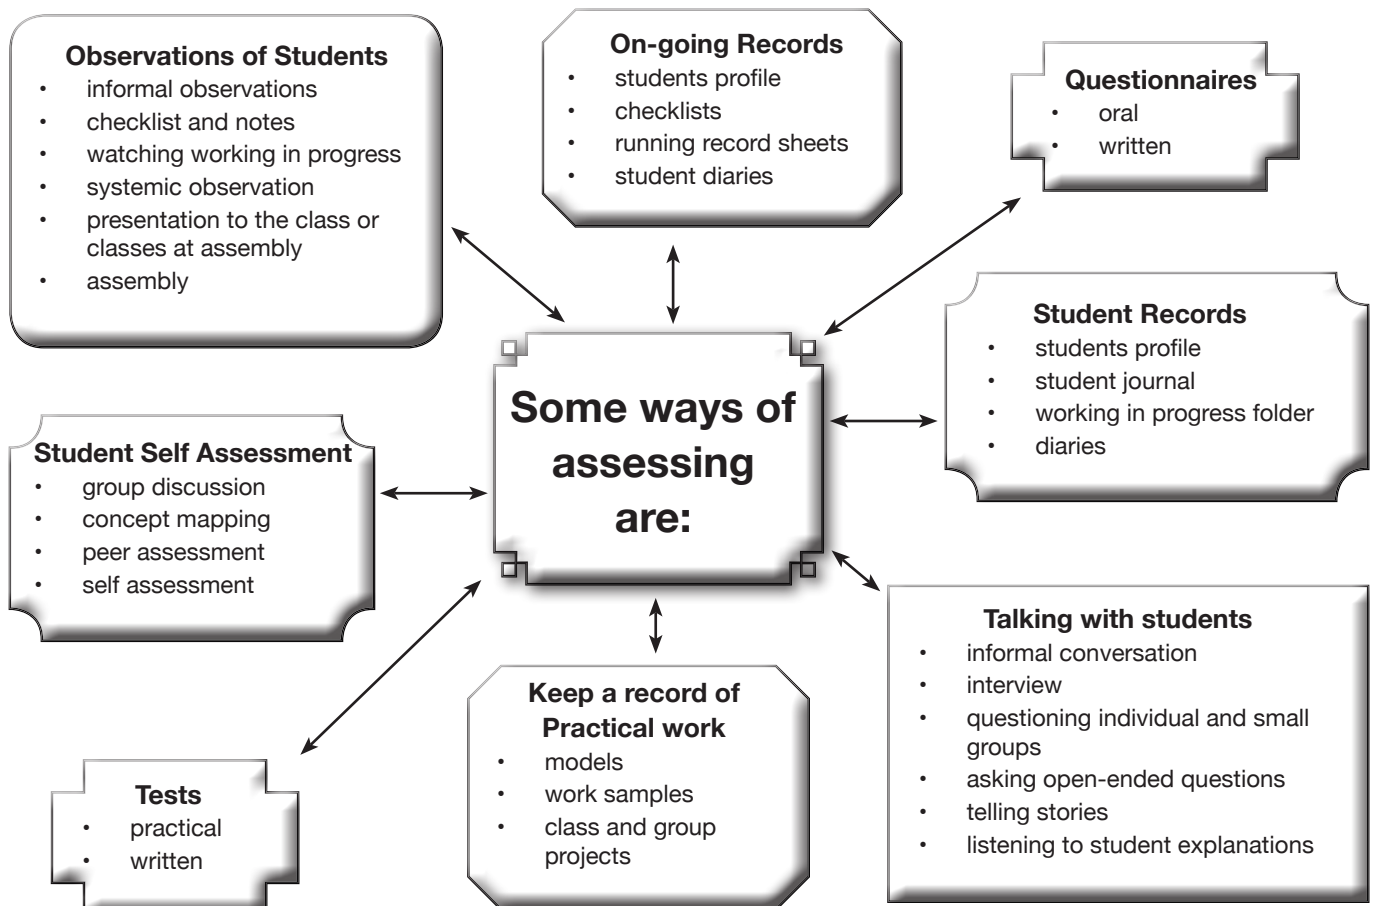 Observations of Students
• informal observations
• checklist and notes
• watching working in progress
• systemic observation
• presentation to the class or
classes at assembly
• assembly
On-going Records
• students profile
• checklists
• running record sheets
• student diaries
Questionnaires
• oral
• written
Student Records
• students profile
• student journal
• working in progress folder
• diaries
Some ways of
assessing
are:
Student Self Assessment
• group discussion
• concept mapping
• peer assessment
• self assessment
Talking with students
• informal conversation
• interview
• questioning individual and small
groups
• asking open-ended questions
• telling stories
• listening to student explanations
Keep a record of
Practical work
• models
• work samples
• class and group
projects
Tests
• practical
• written